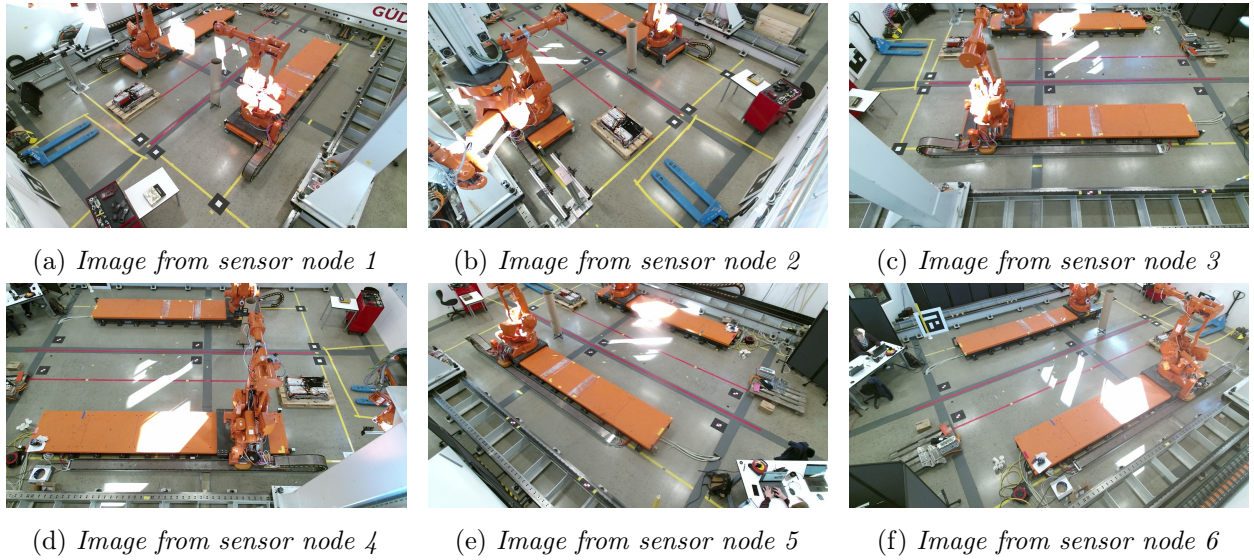 GÜD
(a) Image from sensor node 1
(b) Image from sensor node 2
(c) Image from sensor node 3
(d) Image from sensor node 4
(e) Image from sensor node 5
(f) Image from sensor node 6